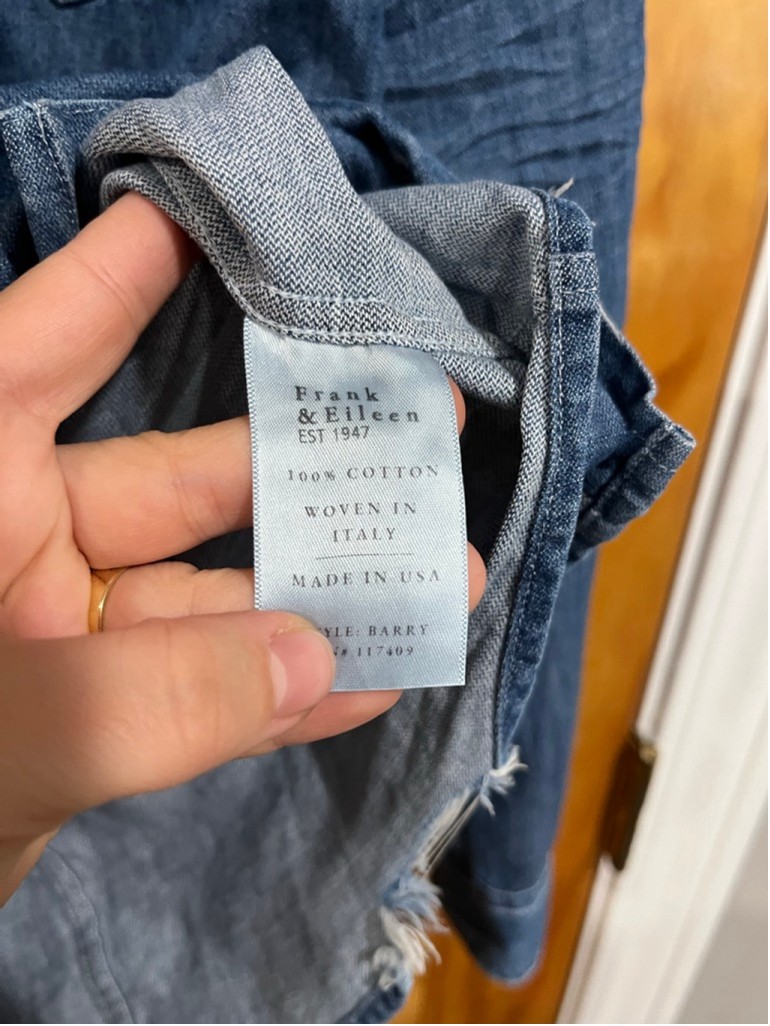 Frank
& Eileen
EST 1947
100% COTTON
WOVEN IN
ITALY
MADE IN USA
YLE: BARRY
N# 117409